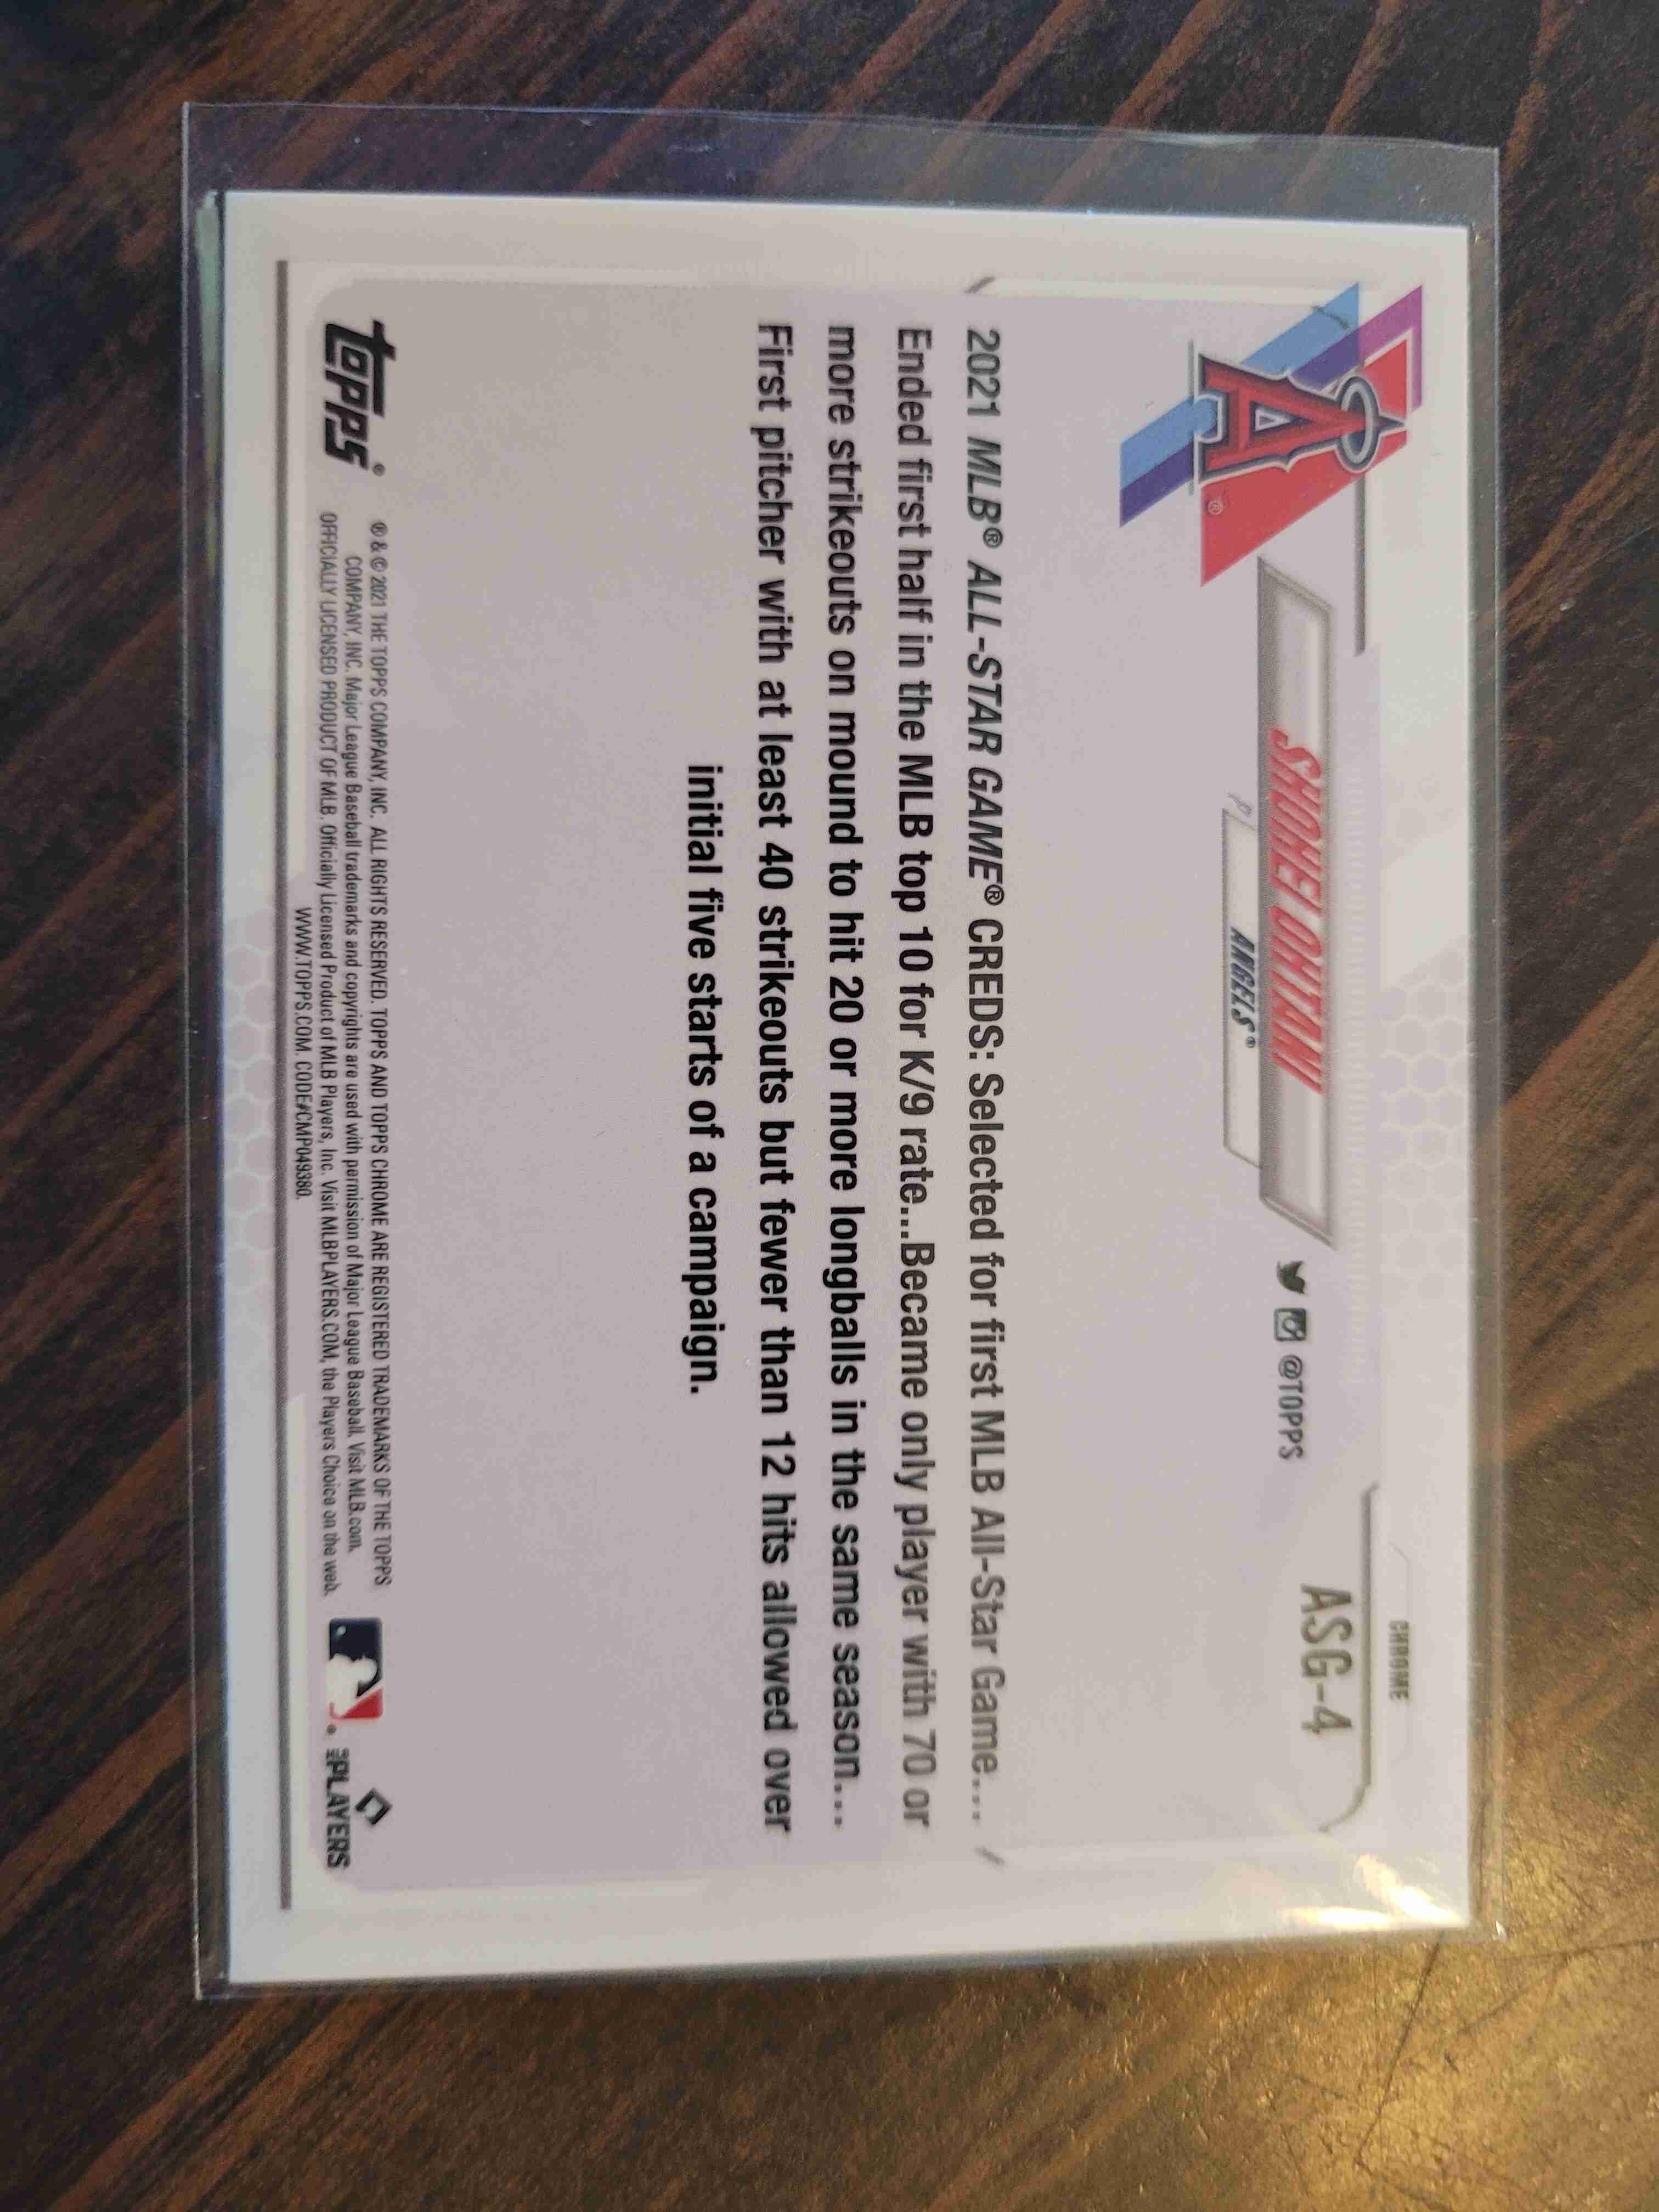 CHROME
ASG-4
SHOHEI OHTANI
@TOPPS
P
ANGELS®
A®
2021 MLB® ALL-STAR GAME® CREDS: Selected for first MLB All-Star Game...
Ended first half in the MLB top 10 for K/9 rate...Became only player with 70 or
more strikeouts on mound to hit 20 or more longballs in the same season...
First pitcher with at least 40 strikeouts but fewer than 12 hits allowed over
initial five starts of a campaign.
topps®
® & © 2021 THE TOPPS COMPANY, INC. ALL RIGHTS RESERVED. TOPPS AND TOPPS CHROME ARE REGISTERED TRADEMARKS OF THE TOPPS
COMPANY, INC. Major League Baseball trademarks and copyrights are used with permission of Major League Baseball. Visit MLB.com.
OFFICIALLY LICENSED PRODUCT OF MLB. Officially Licensed Product of MLB Players, Inc. Visit MLBPLAYERS.COM, the Players Choice on the web.
WWW.TOPPS.COM. CODE#CMP049380.
MLB PLAYERS